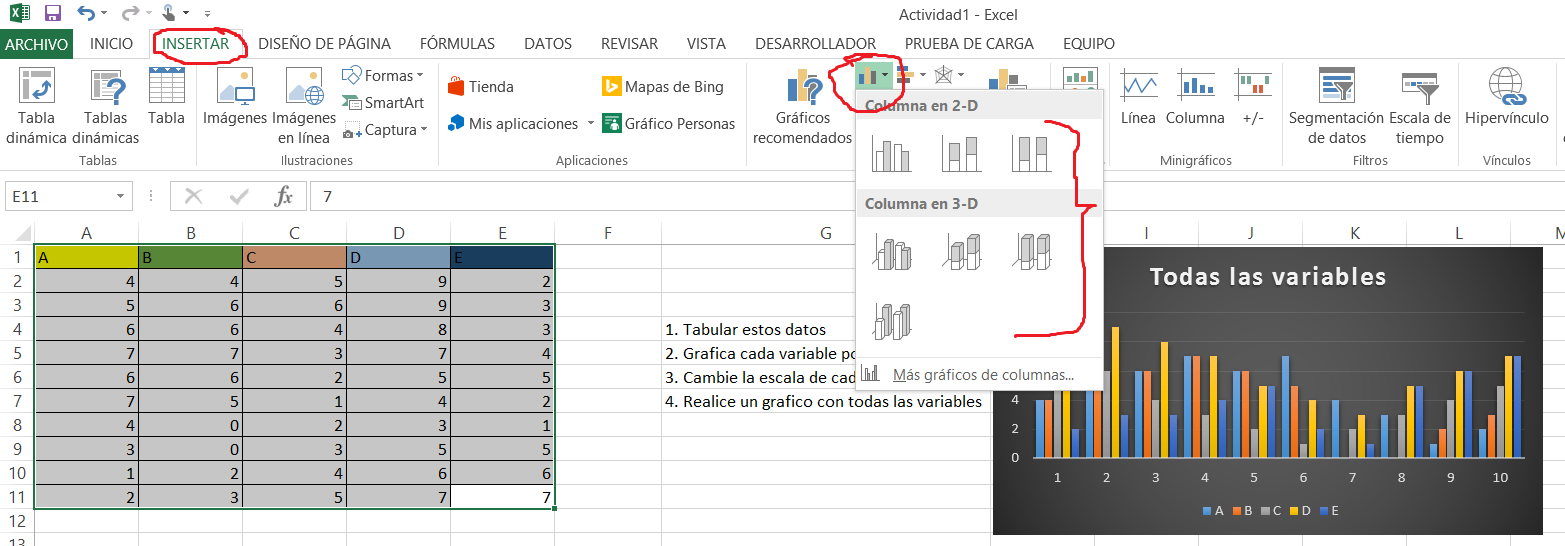 Actividad1 - Excel
ARCHIVO INICIO INSERTAR DISEÑO DE PÁGINA FÓRMULAS DATOS REVISAR VISTA DESARROLLADOR PRUEBA DE CARGA EQUIPO
Tabla dinámica
Tablas dinámicas
Tabla
Tablas
Imágenes
Imágenes en línea
Formas
SmartArt
Captura
Ilustraciones
Tienda
Mis aplicaciones
Mapas de Bing
Gráfico Personas
Aplicaciones
Gráficos recomendados
Línea
Columna
+/-
Minigráficos
Segmentación de datos
Escala de tiempo
Filtros
Hipervínculo
Vínculos
Columna en 2-D
Columna en 3-D
Más gráficos de columnas...
E11 fx 7
A B C D E F G I J K L M
1 A B C D E
2 4 4 5 9 2
3 5 6 6 9 3
4 6 6 4 8 3
5 7 7 3 7 4
6 6 6 2 5 5
7 7 5 1 4 2
8 4 0 2 3 1
9 3 0 3 5 5
10 1 2 4 6 6
11 2 3 5 7 7
12
13
1. Tabular estos datos
2. Grafica cada variable po
3. Cambie la escala de cad
4. Realice un grafico con todas las variables
Todas las variables
4
2
0
1 2 3 4 5 6 7 8 9 10
A B C D E